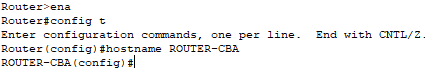 Router>ena
Router#config t
Enter configuration commands, one per line.  End with CNTL/Z.
Router(config)#hostname ROUTER-CBA
ROUTER-CBA(config)#